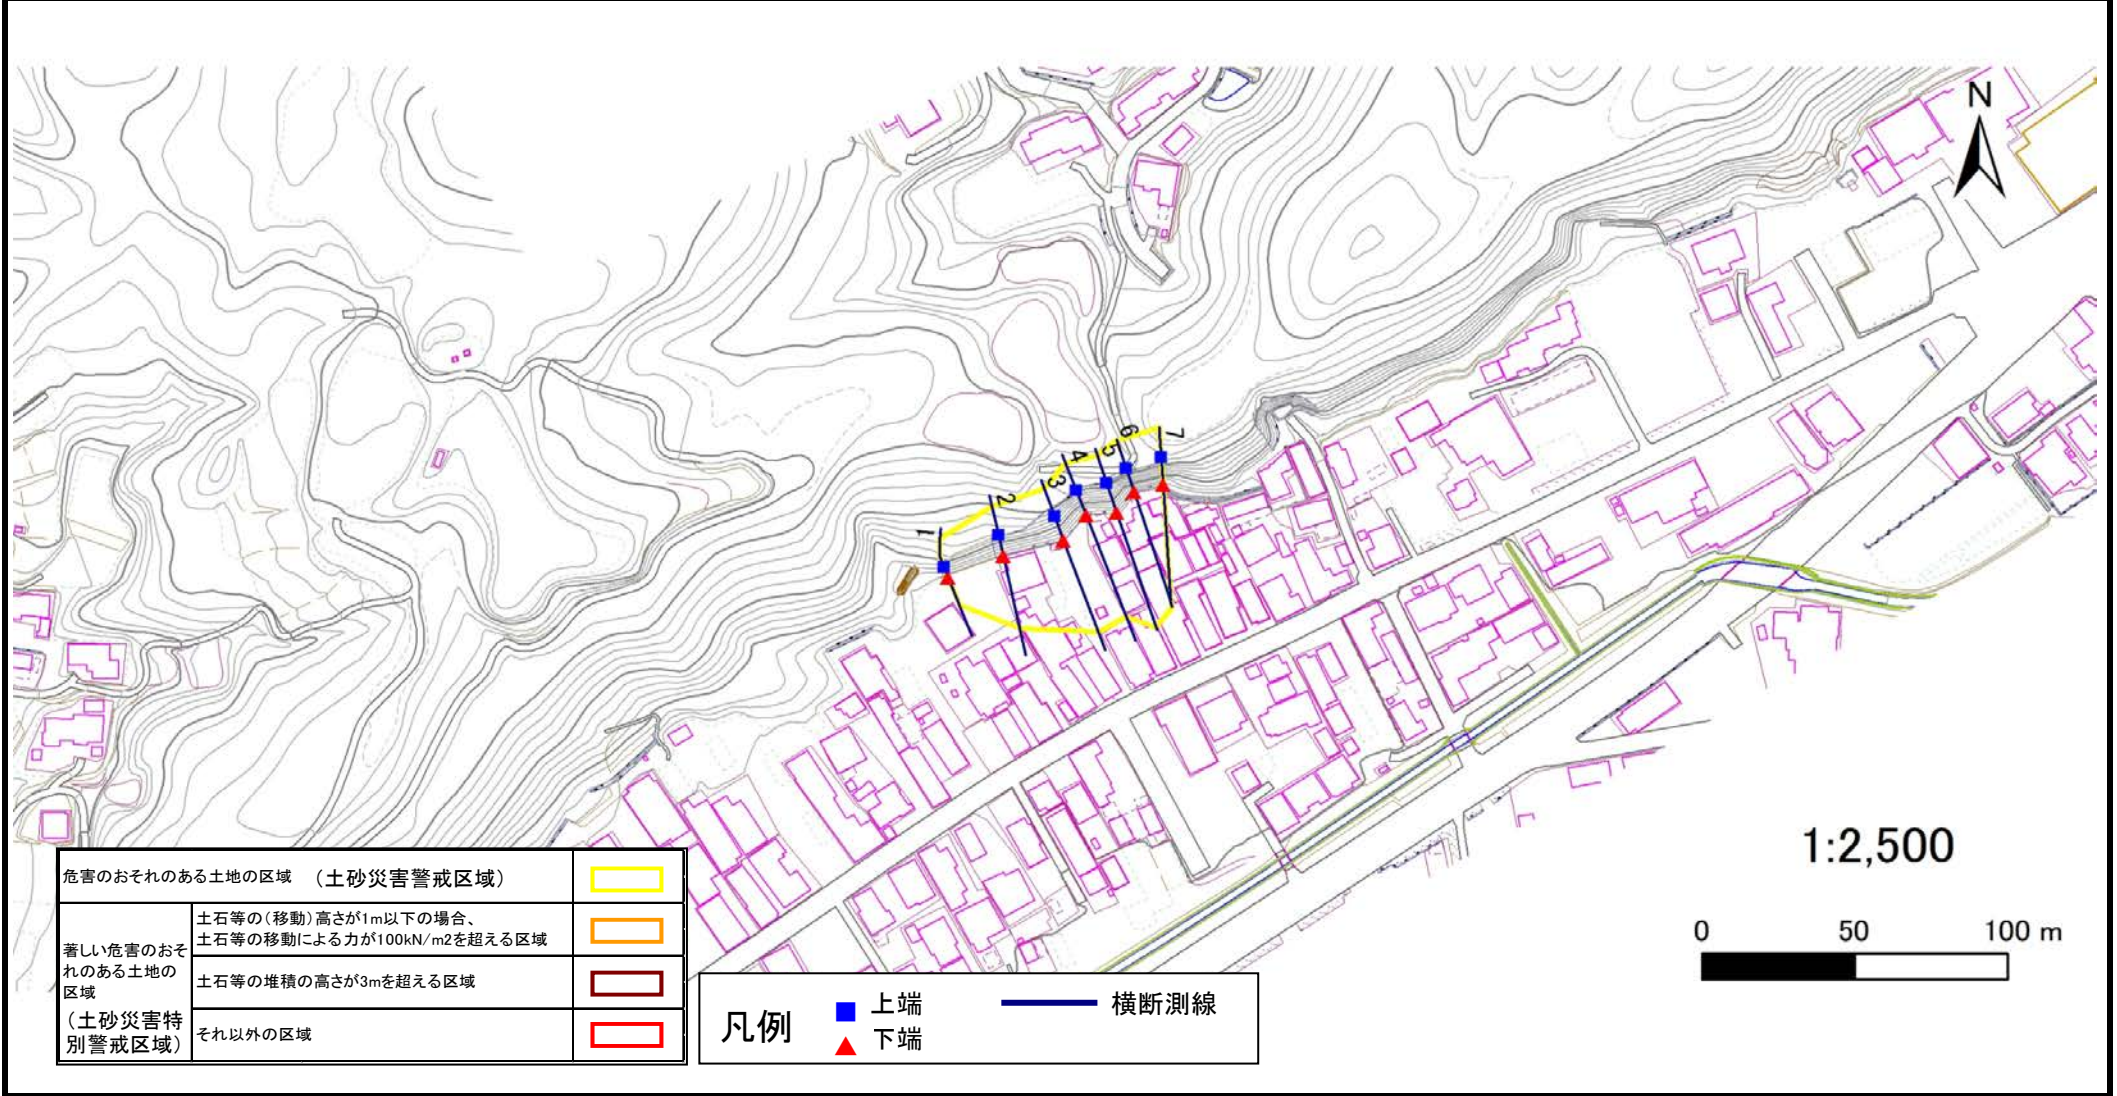 N
6
7
5
4
3
2
1
1:2,500
0 50 100 m
危害のおそれのある土地の区域 （土砂災害警戒区域）
著しい危害のおそ
れのある土地の
区域
（土砂災害特
別警戒区域）
土石等の（移動）高さが1m以下の場合、
土石等の移動による力が100kN/m2を超える区域
土石等の堆積の高さが3mを超える区域
それ以外の区域
凡例
上端
下端
横断測線